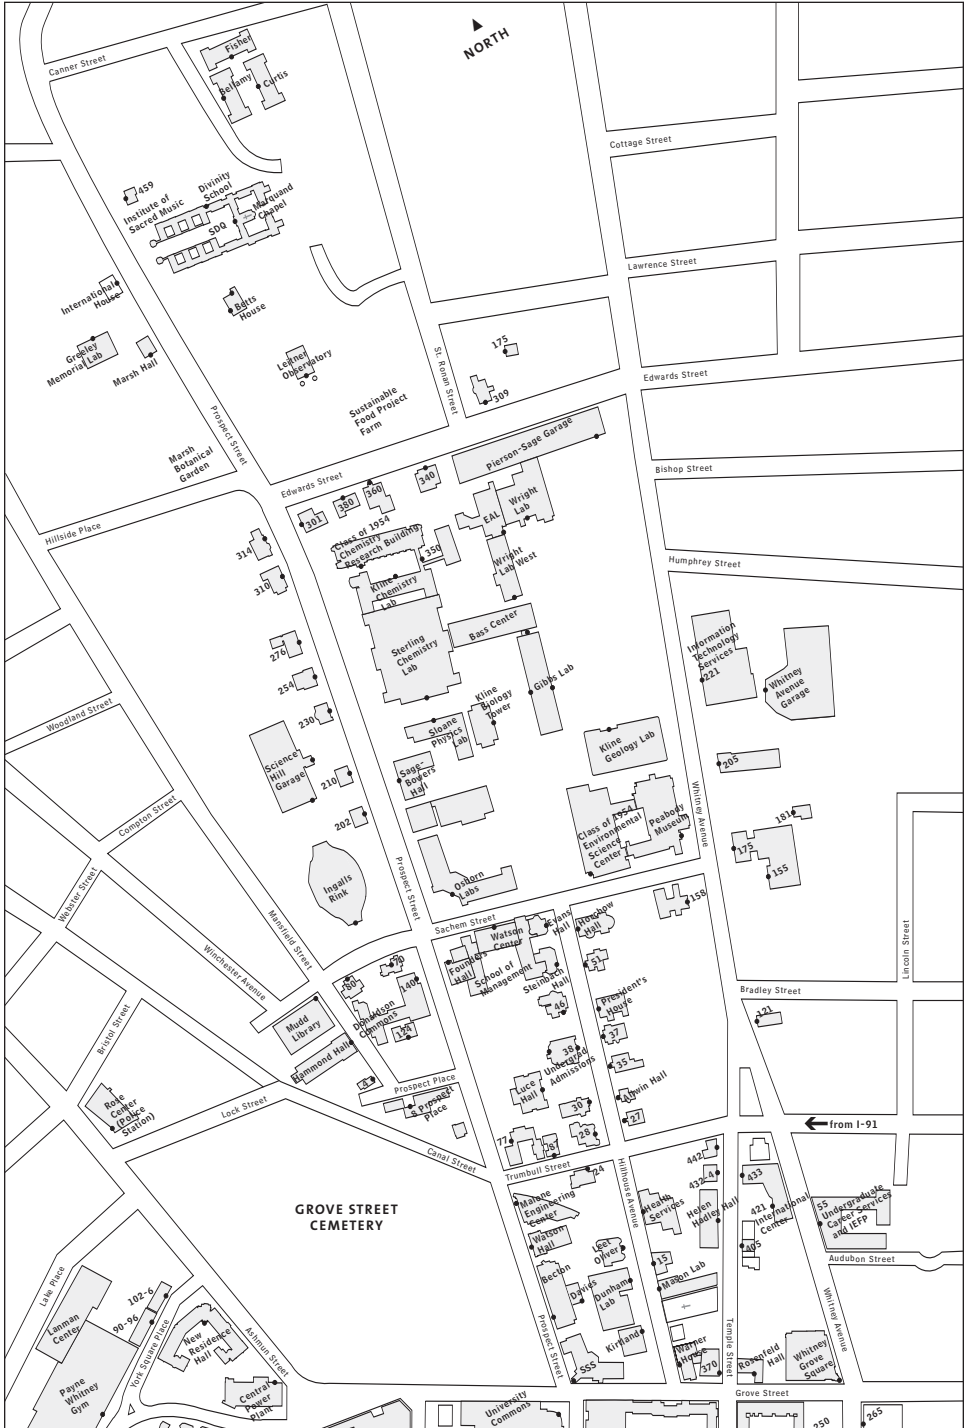 NORTH
Canner Street
Fisher
Bellamy
Curtis
Cottage Street
459
Institute of
Sacred Music
Divinity
School
SDQ
Marquand
Chapel
Lawrence Street
International
House
Betts
House
Greeley
Memorial Lab
Marsh Hall
Leitner
Observatory
175
309
St. Ronan Street
Edwards Street
Sustainable
Food Project
Farm
Prospect Street
Marsh
Botanical
Garden
Pierson-Sage Garage
Bishop Street
Edwards Street
301
380
360
340
Hillside Place
EAL
Wright
Lab
Class of 1954
Chemistry
Research Building
350
314
310
Kline
Chemistry
Lab
Wright
Lab West
Humphrey Street
Sterling
Chemistry
Lab
Bass Center
Gibbs Lab
Information
Technology
Services
221
Whitney
Avenue
Garage
276
254
230
Woodland Street
Kline
Biology
Tower
Sloane
Physics
Lab
Science
Hill
Garage
210
202
Sage-
Bowers
Hall
Kline
Geology Lab
205
Whitney Avenue
Compton Street
Class of 1954
Environmental
Science
Center
Peabody
Museum
181
175
155
Webster Street
Ingalls
Rink
Prospect Street
Osborn
Labs
Mansfield Street
Sachem Street
158
Lincoln Street
Winchester Avenue
Evans
Hall
Horchow
Hall
Watson
Center
Founders
Hall
School of
Management
Steinbach
Hall
51
70
80
140
Donaldson
Commons
124
46
President's
House
Bradley Street
121
Bristol Street
Mudd
Library
Hammond Hall
37
38
Undergrad
Admissions
35
Prospect Place
4
8 Prospect
Place
Luce
Hall
Allwin Hall
30
27
28
Rose
Center
(Police
Station)
Lock Street
from I-91
77
87
Canal Street
Trumbull Street
24
Hillhouse Avenue
442
432-4
433
GROVE STREET
CEMETERY
Malone
Engineering
Center
Health
Services
Helen
Hadley Hall
421
International
Center
55
Undergraduate
Career Services
and IEFP
Watson
Hall
Leet
Oliver
405
Audubon Street
15
Mason Lab
Becton
Davies
Dunham
Lab
Lake Place
102-6
90-96
Lanman
Center
York Square Place
New
Residence
Hall
Ashmun Street
Prospect Street
Kirtland
Warner
House
370
Temple Street
Rosenfeld
Hall
Whitney
Grove
Square
Whitney Avenue
SSS
Payne
Whitney
Gym
Central
Power
Plant
University
Commons
Grove Street
250
265